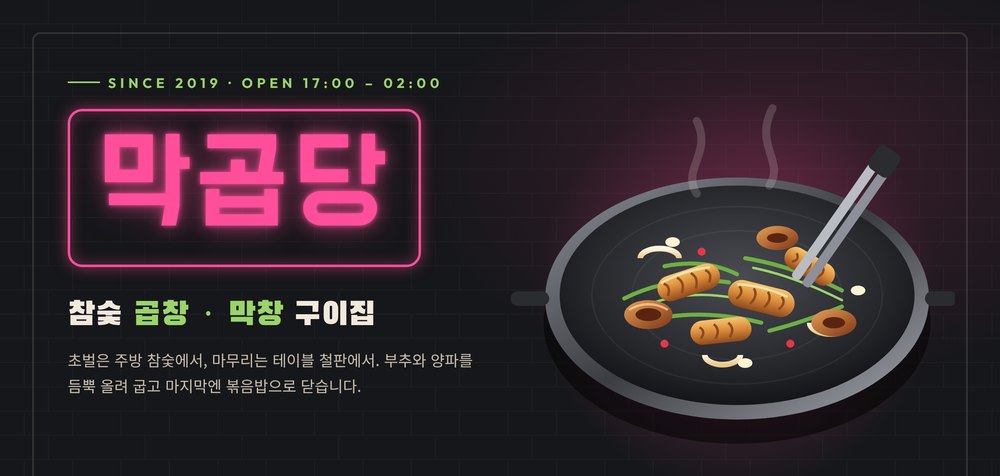 SINCE 2019 · OPEN 17:00 – 02:00
막곱당
참숯 곱창 · 막창 구이집
초벌은 주방 참숯에서, 마무리는 테이블 철판에서. 부추와 양파를
듬뿍 올려 굽고 마지막엔 볶음밥으로 닫습니다.